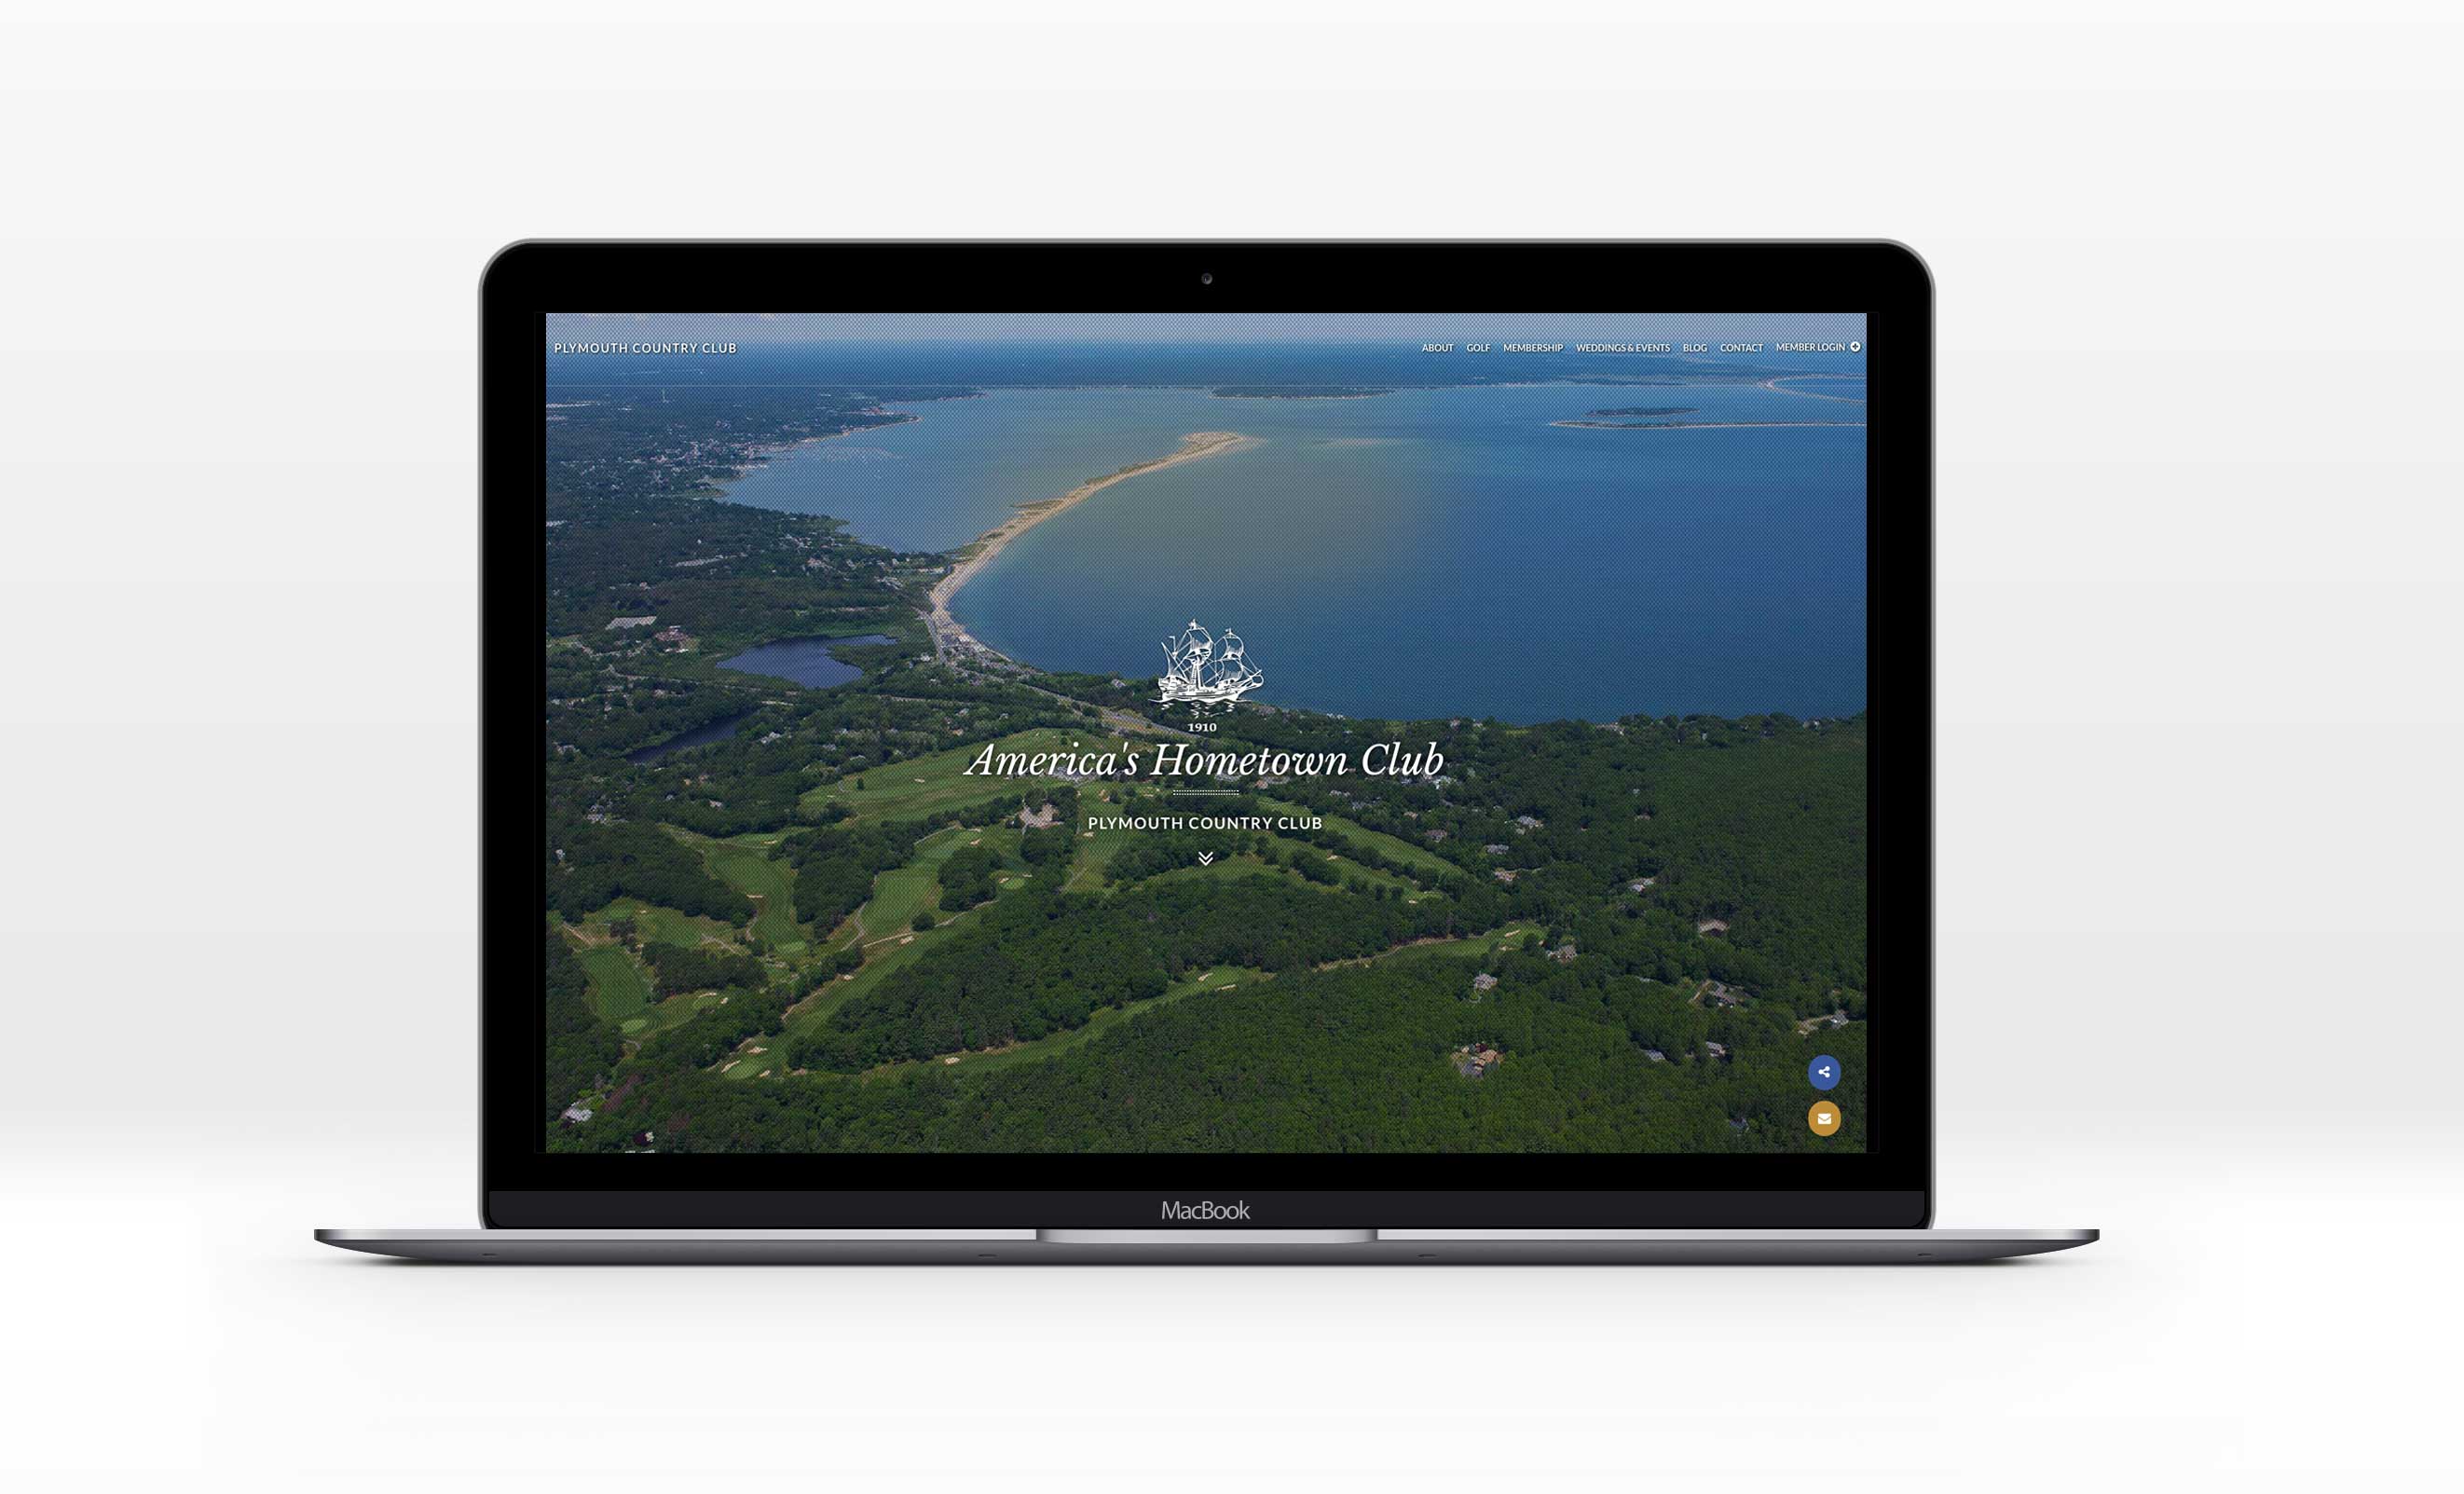 PLYMOUTH COUNTRY CLUB
ABOUT GOLF MEMBERSHIP WEDDINGS & EVENTS BLOG CONTACT MEMBER LOGIN
1910
America's Hometown Club
PLYMOUTH COUNTRY CLUB
MacBook